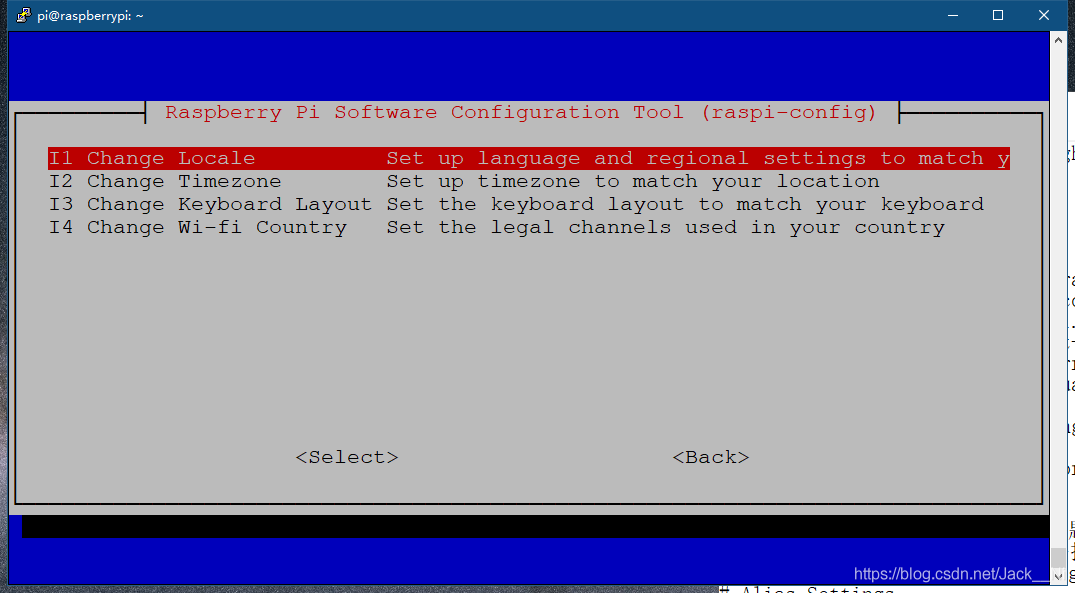 pi@raspberrypi: ~
Raspberry Pi Software Configuration Tool (raspi-config)
I1 Change Locale Set up language and regional settings to match y
I2 Change Timezone Set up timezone to match your location
I3 Change Keyboard Layout Set the keyboard layout to match your keyboard
I4 Change Wi-fi Country Set the legal channels used in your country
<Select> <Back>
https://blog.csdn.net/Jack__
# Alias Settings